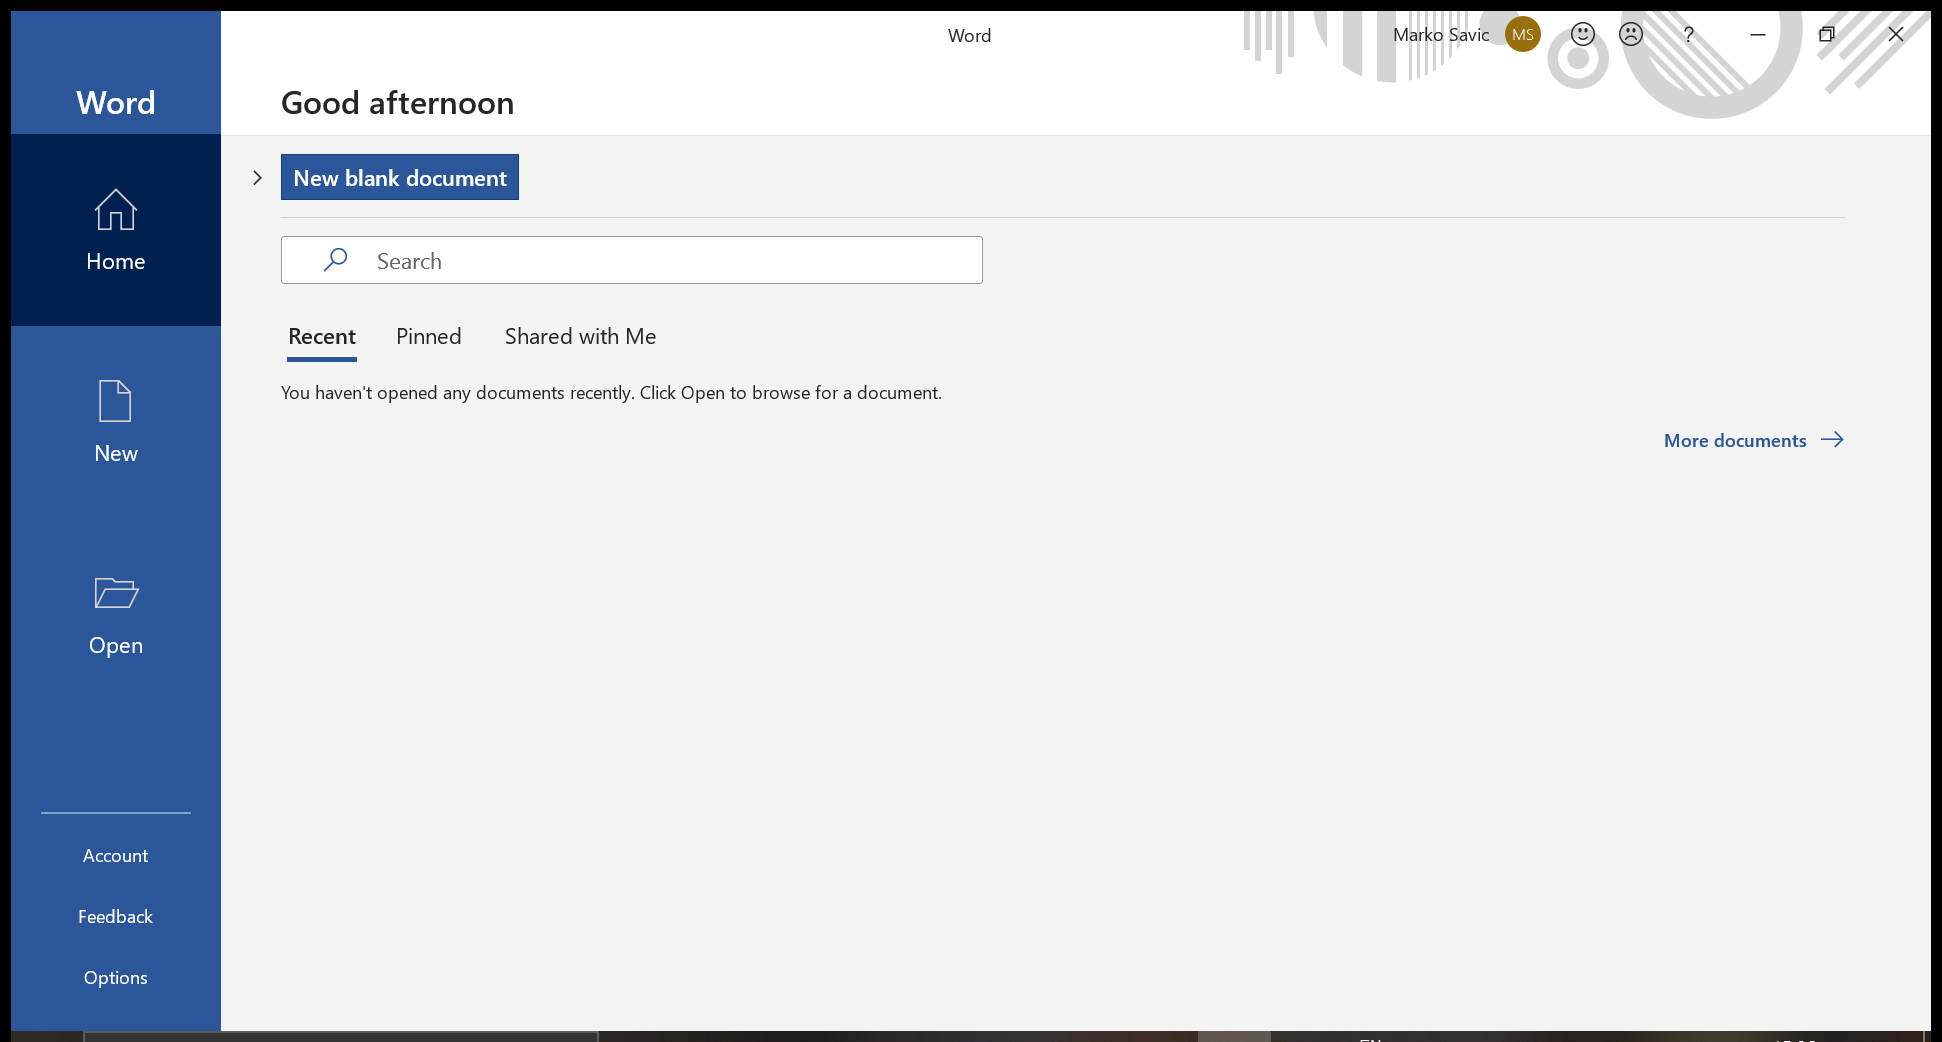 Word
Marko Savic
MS
?
Word
Good afternoon
New blank document
Home
Search
Recent
Pinned
Shared with Me
You haven't opened any documents recently. Click Open to browse for a document.
More documents
New
Open
Account
Feedback
Options